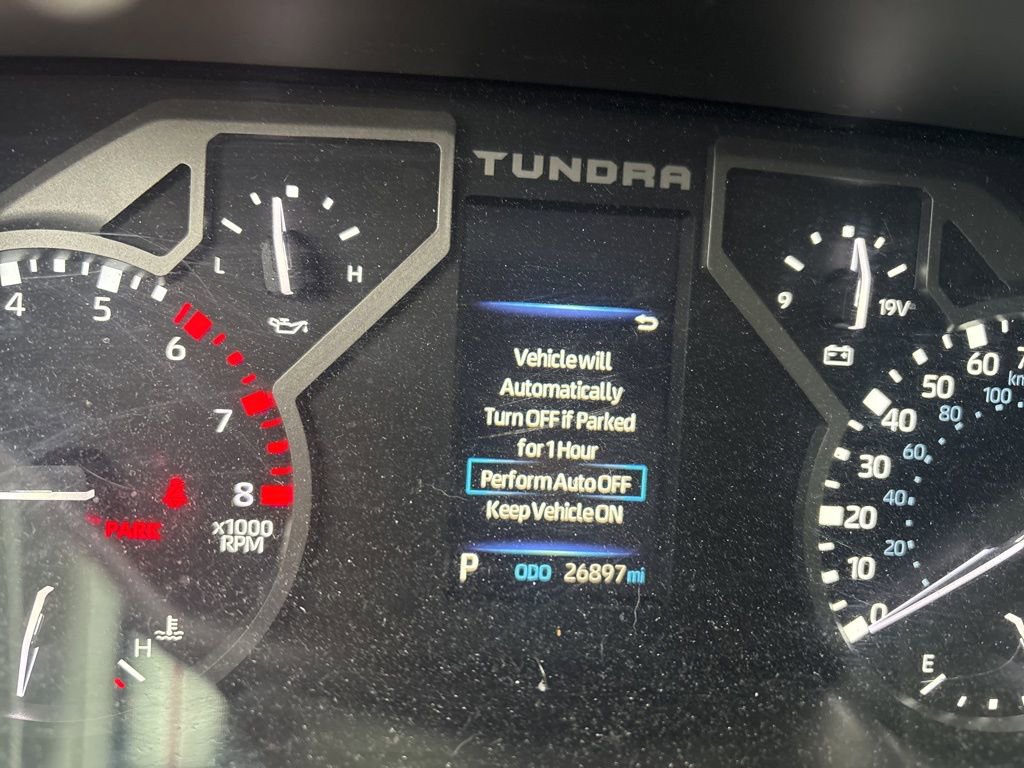 TUNDRA
L
H
4
5
6
7
8
x1000
RPM
PARK
H
Vehicle will
Automatically
Turn OFF if Parked
for 1 Hour
Perform Auto OFF
Keep Vehicle ON
P ODO 26897 mi
9
19V
60
50
40
30
20
10
0
100
80
60
40
20
km
E